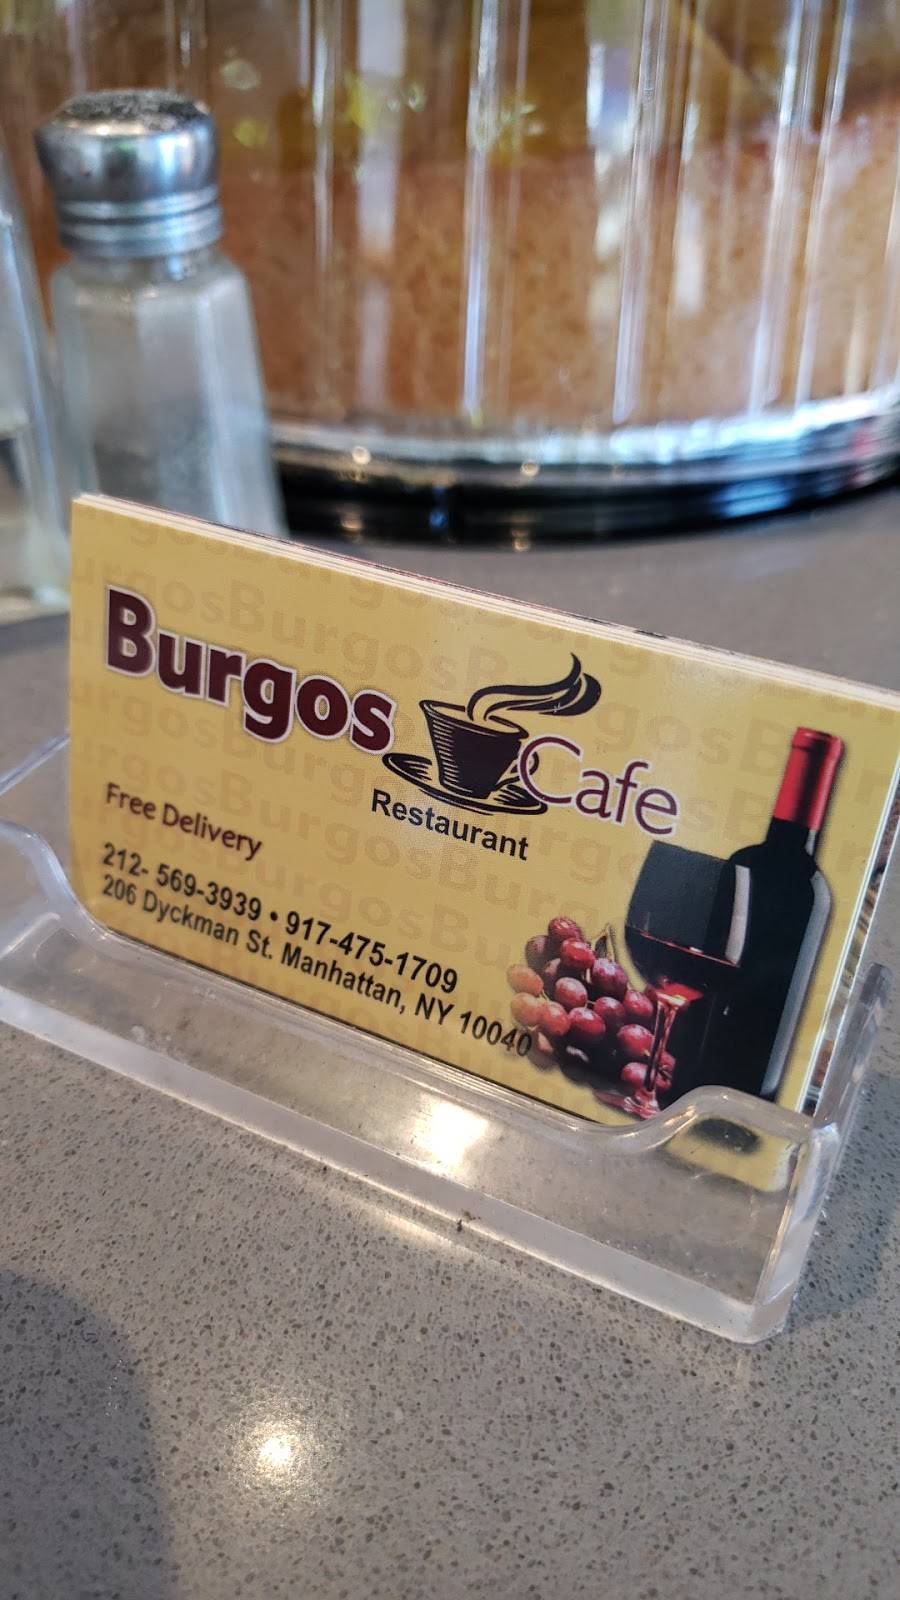 Burgos Cafe
Restaurant
Free Delivery
212- 569-3939 • 917-475-1709
206 Dyckman St. Manhattan, NY 10040